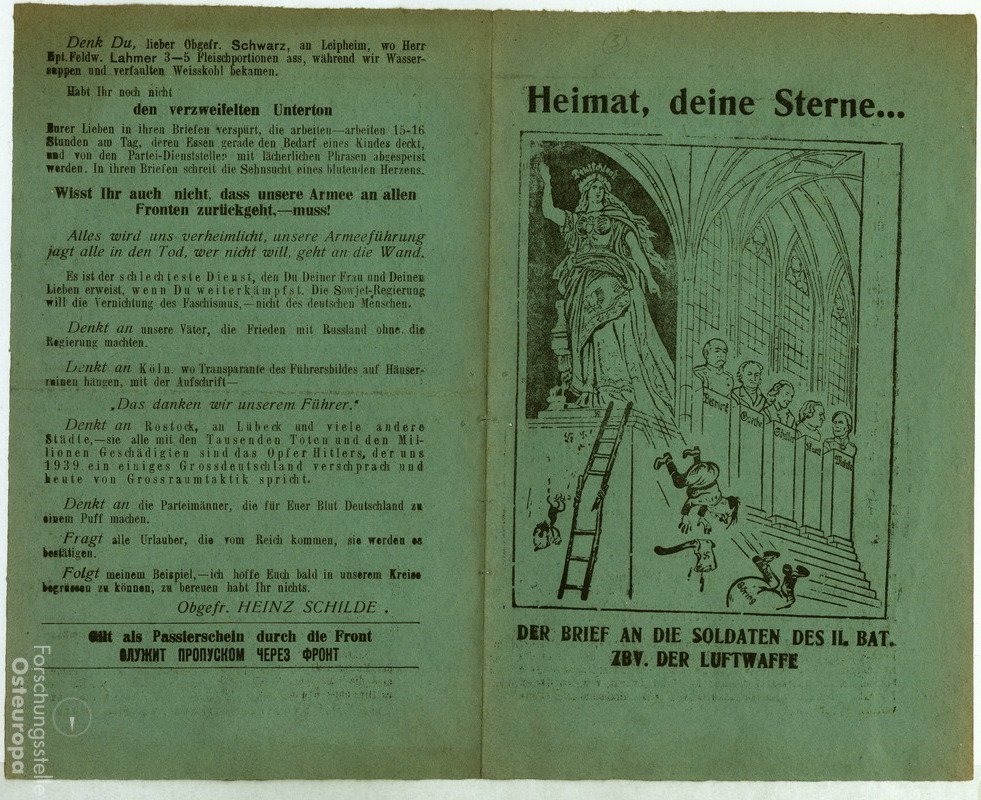 Denk Du, lieber Obgefr. Schwarz, an Leipheim, wo Herr
Hpt.Feldw. Lahmer 3—5 Fleischportionen ass, während wir Wasser-
suppen und verfaulten Weisskohl bekamen.
Habt Ihr noch nicht
den verzweifelten Unterton
Eurer Lieben in ihren Briefen verspürt, die arbeiten—arbeiten 15-16
Stunden am Tag, deren Essen gerade den Bedarf eines Kindes deckt,
und von den Partei-Dienststellen mit lächerlichen Phrasen abgespeist
werden. In ihren Briefen schreit die Sehnsucht eines blutenden Herzens.
Wisst Ihr auch nicht, dass unsere Armee an allen
Fronten zurückgeht,—muss!
Alles wird uns verheimlicht, unsere Armeeführung
jagt alle in den Tod, wer nicht will, geht an die Wand.
Es ist der schlechteste Dienst, den Du Deiner Frau und Deinen
Lieben erweist, wenn Du weiterkämpfst. Die Sowjet-Regierung
will die Vernichtung des Faschismus,—nicht des deutschen Menschen.
Denkt an unsere Väter, die Frieden mit Russland ohne die
Regierung machten.
Denkt an Köln, wo Transparante des Führersbildes auf Häuser-
ruinen hängen, mit der Aufschrift—
„Das danken wir unserem Führer."
Denkt an Rostock, an Lübeck und viele andere
Städte,—sie alle mit den Tausenden Toten und den Mil-
lionen Geschädigten sind das Opfer Hitlers, der uns
1939 ein einiges Grossdeutschland verschprach und
heute von Grossraumtaktik spricht.
Denkt an die Parteimänner, die für Euer Blut Deutschland zu
einem Puff machen.
Fragt alle Urlauber, die vom Reich kommen, sie werden es
bestätigen.
Folgt meinem Beispiel,—ich hoffe Euch bald in unserem Kreise
begrüssen zu können, zu bereuen habt Ihr nichts.
Obgefr. HEINZ SCHILDE.
Gilt als Passierschein durch die Front
СЛУЖИТ ПРОПУСКОМ ЧЕРЕЗ ФРОНТ
Heimat, deine Sterne...
Bismark
Goethe
Schiller
Göring
DER BRIEF AN DIE SOLDATEN DES II. BAT.
ZBV. DER LUFTWAFFE
Forschungsstelle
Osteuropa